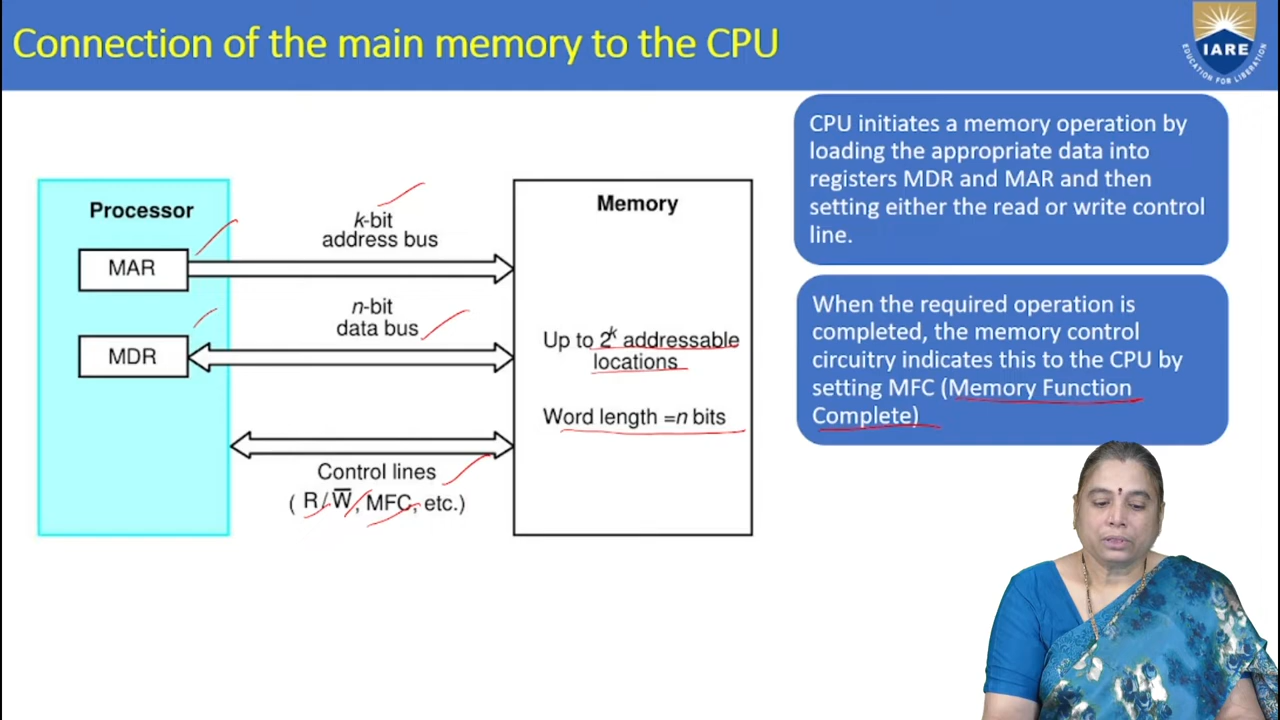 Connection of the main memory to the CPU
IARE
EDUCATION FOR LIBERATION
Processor
MAR
MDR
k-bit
address bus
n-bit
data bus
Control lines
( R/W̅, MFC, etc.)
Memory
Up to 2ᵏ addressable
locations
Word length =n bits
CPU initiates a memory operation by
loading the appropriate data into
registers MDR and MAR and then
setting either the read or write control
line.
When the required operation is
completed, the memory control
circuitry indicates this to the CPU by
setting MFC (Memory Function
Complete)